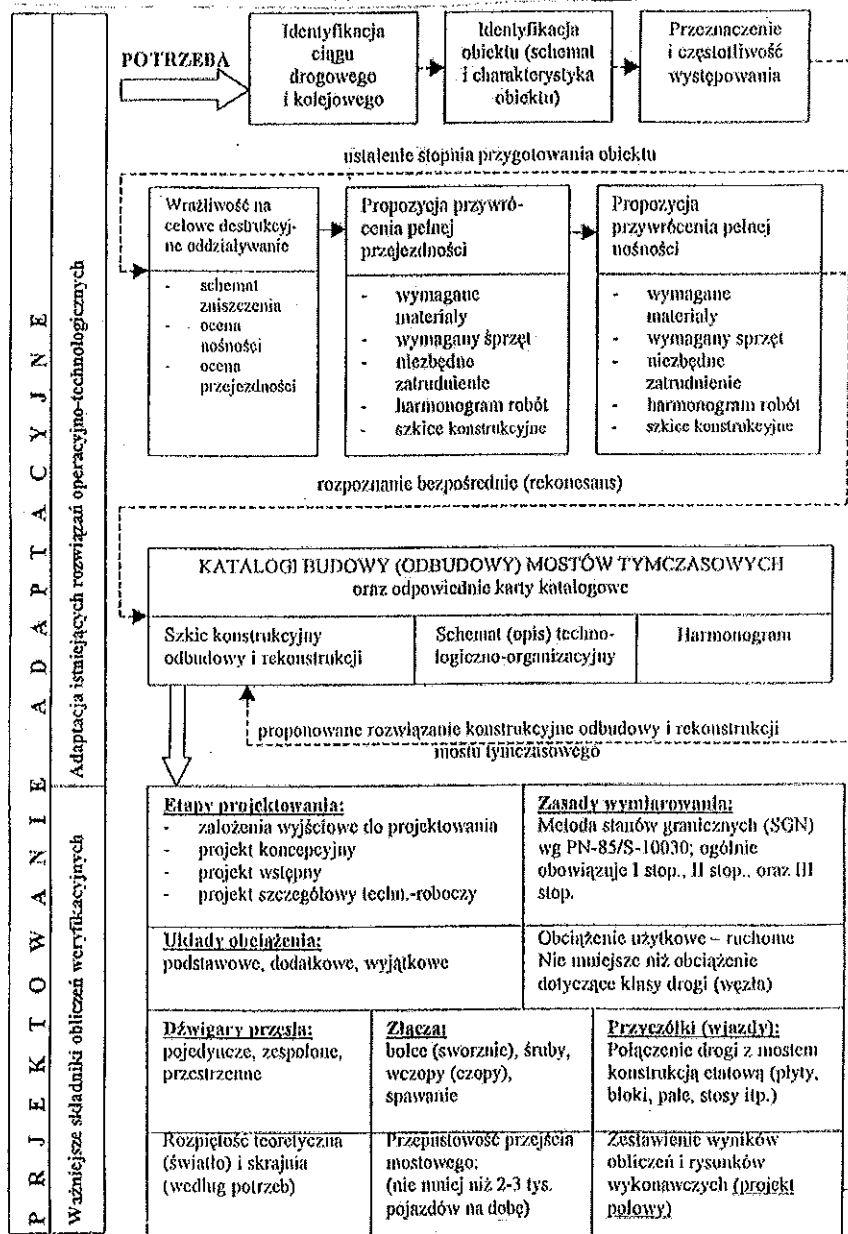 P R J E K T O W A N I E   A D A P T A C Y J N E
Adaptacja istniejących rozwiązań operacyjno-technologicznych
Ważniejsze składniki obliczeń weryfikacyjnych
POTRZEBA
Identyfikacja
ciągu
drogowego
i kolejowego
Identyfikacja
obiektu (schemat
i charakterystyka
obiektu)
Przeznaczenie
i częstotliwość
występowania
ustalenie stopnia przygotowania obiektu
Wrażliwość na
celowe destrukcyj-
ne oddziaływanie
- schemat
zniszczenia
- ocena
nośności
- ocena
przejezdności
Propozycja przywró-
cenia pełnej
przejezdności
- wymagane
materiały
- wymagany sprzęt
- niezbędne
zatrudnienie
- harmonogram robót
- szkice konstrukcyjne
Propozycja
przywrócenia pełnej
nośności
- wymagane
materiały
- wymagany sprzęt
- niezbędne
zatrudnienie
- harmonogram robót
- szkice konstrukcyjne
rozpoznanie bezpośrednie (rekonesans)
KATALOGI BUDOWY (ODBUDOWY) MOSTÓW TYMCZASOWYCH
oraz odpowiednie karty katalogowe
Szkic konstrukcyjny
odbudowy i rekonstrukcji
Schemat (opis) techno-
logiczno-organizacyjny
Harmonogram
proponowane rozwiązanie konstrukcyjne odbudowy i rekonstrukcji
mostu tymczasowego
Etapy projektowania:
- założenia wyjściowe do projektowania
- projekt koncepcyjny
- projekt wstępny
- projekt szczegółowy techn.-roboczy
Zasady wymiarowania:
Metoda stanów granicznych (SGN)
wg PN-85/S-10030; ogólnie
obowiązuje I stop., II stop., oraz III
stop.
Układy obciążenia:
podstawowe, dodatkowe, wyjątkowe
Obciążenie użytkowe – ruchome
Nie mniejsze niż obciążenie
dotyczące klasy drogi (węzła)
Dźwigary przęsła:
pojedyncze, zespolone,
przestrzenne
Złącza:
bolce (sworznie), śruby,
wczopy (czopy),
spawanie
Przyczółki (wjazdy):
Połączenie drogi z mostem
konstrukcją etatową (płyty,
bloki, pale, stosy itp.)
Rozpiętość teoretyczna
(światło) i skrajnia
(według potrzeb)
Przepustowość przejścia
mostowego:
(nie mniej niż 2-3 tys.
pojazdów na dobę)
Zestawienie wyników
obliczeń i rysunków
wykonawczych (projekt
polowy)